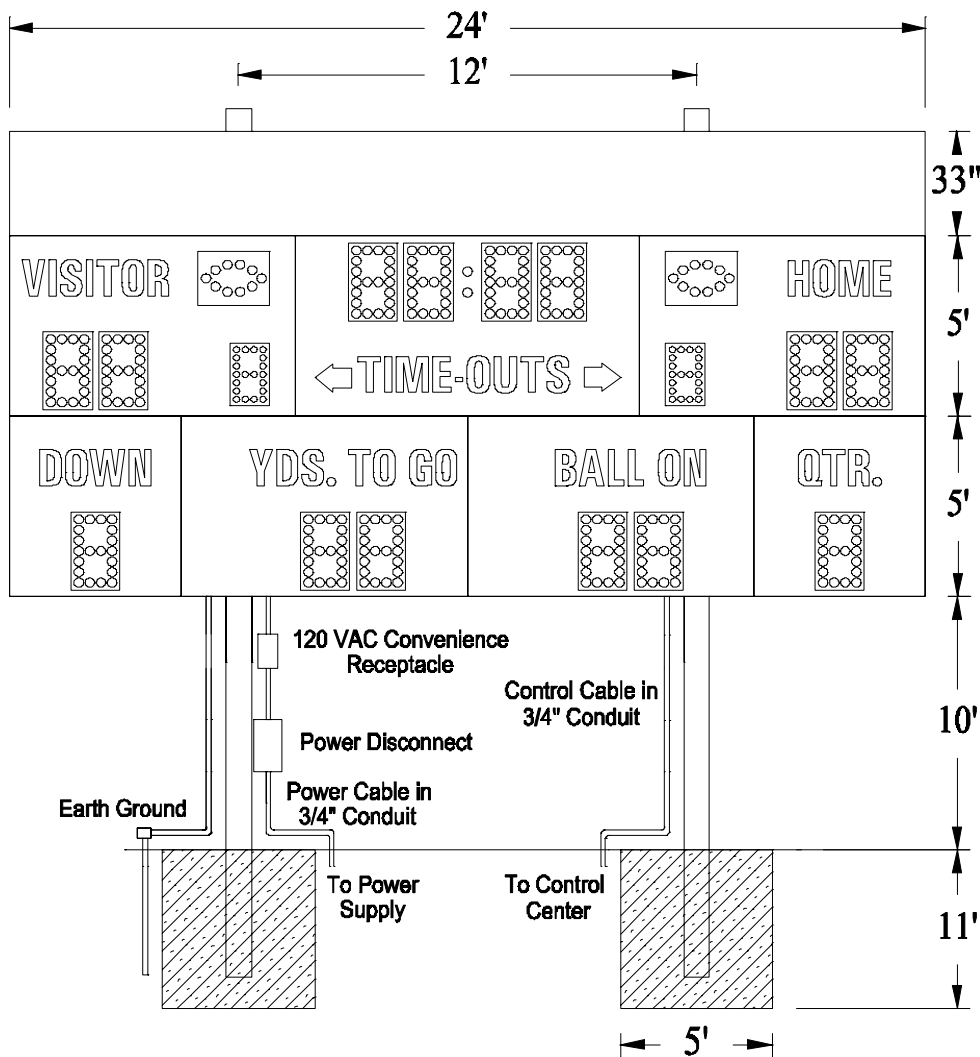 24'
12'
33"
VISITOR
HOME
5'
TIME-OUTS
DOWN
YDS. TO GO
BALL ON
QTR.
5'
120 VAC Convenience
Receptacle
Control Cable in
3/4" Conduit
10'
Power Disconnect
Power Cable in
3/4" Conduit
Earth Ground
To Power
Supply
To Control
Center
11'
5'